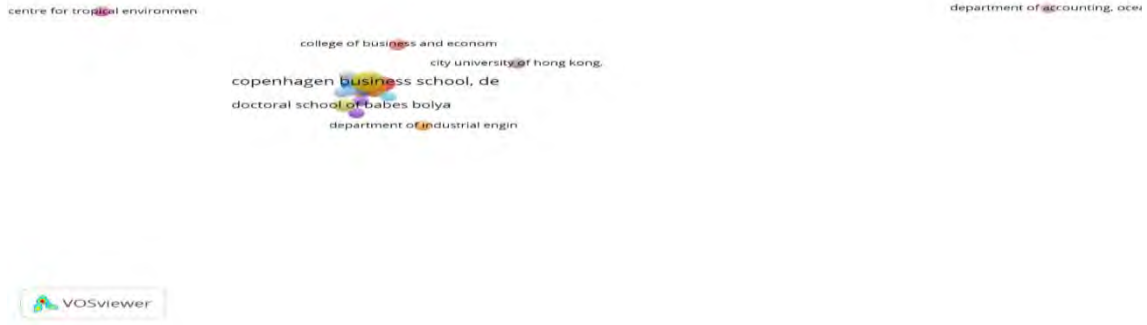 centre for tropical environmen
department of accounting, ocea
college of business and econom
city university of hong kong,
copenhagen business school, de
doctoral school of babes bolya
department of industrial engin
VOSviewer